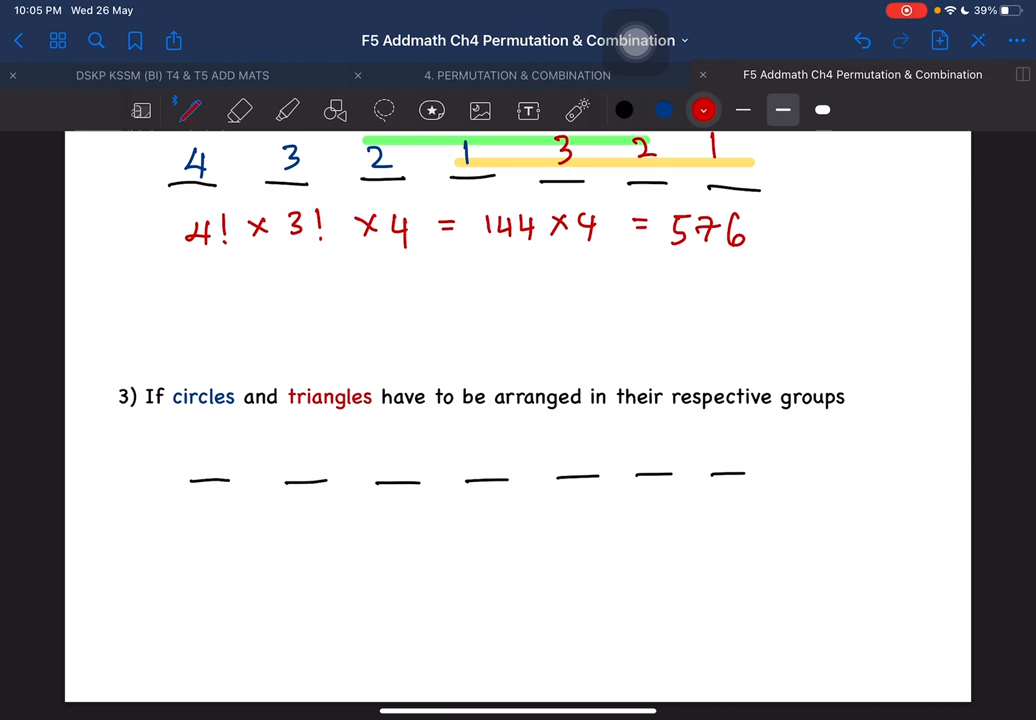 10:05 PM Wed 26 May 39%
F5 Addmath Ch4 Permutation & Combination
DSKP KSSM (BI) T4 & T5 ADD MATS
4. PERMUTATION & COMBINATION
F5 Addmath Ch4 Permutation & Combination
4 3 2 1 3 2 1
4! × 3! × 4 = 144 × 4 = 576
3) If circles and triangles have to be arranged in their respective groups